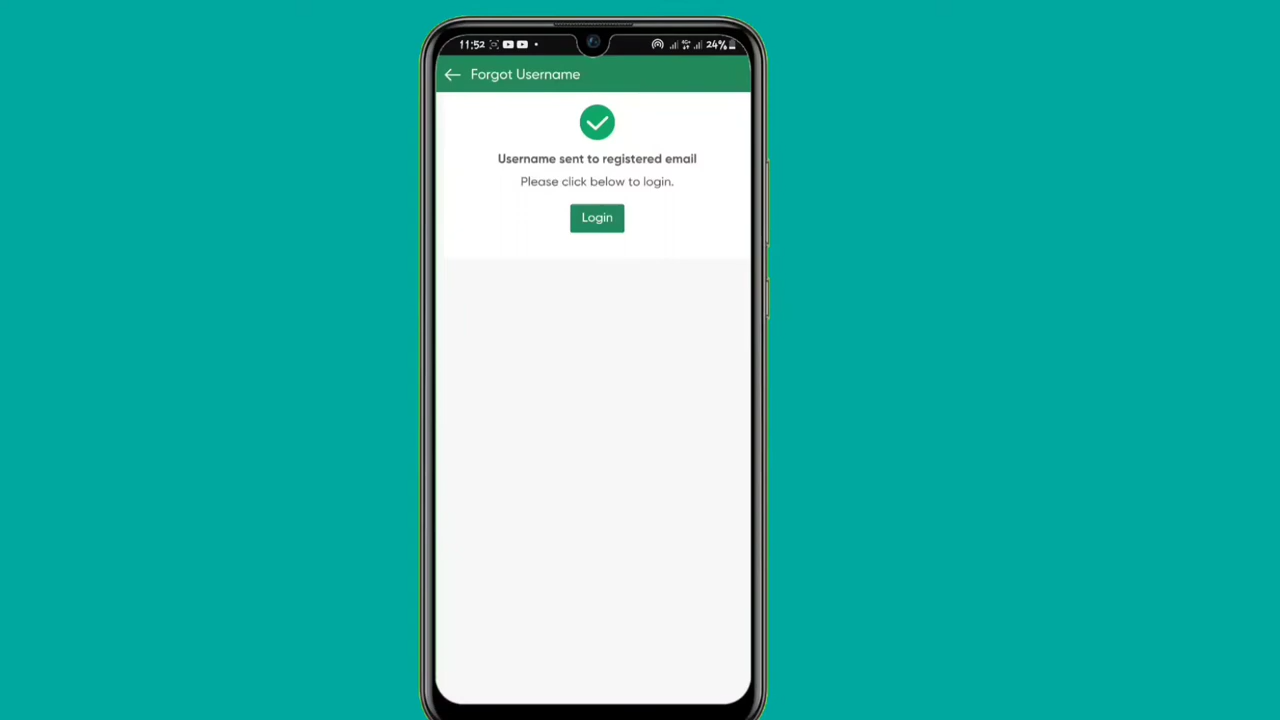 11:52 24%
Forgot Username
Username sent to registered email
Please click below to login.
Login